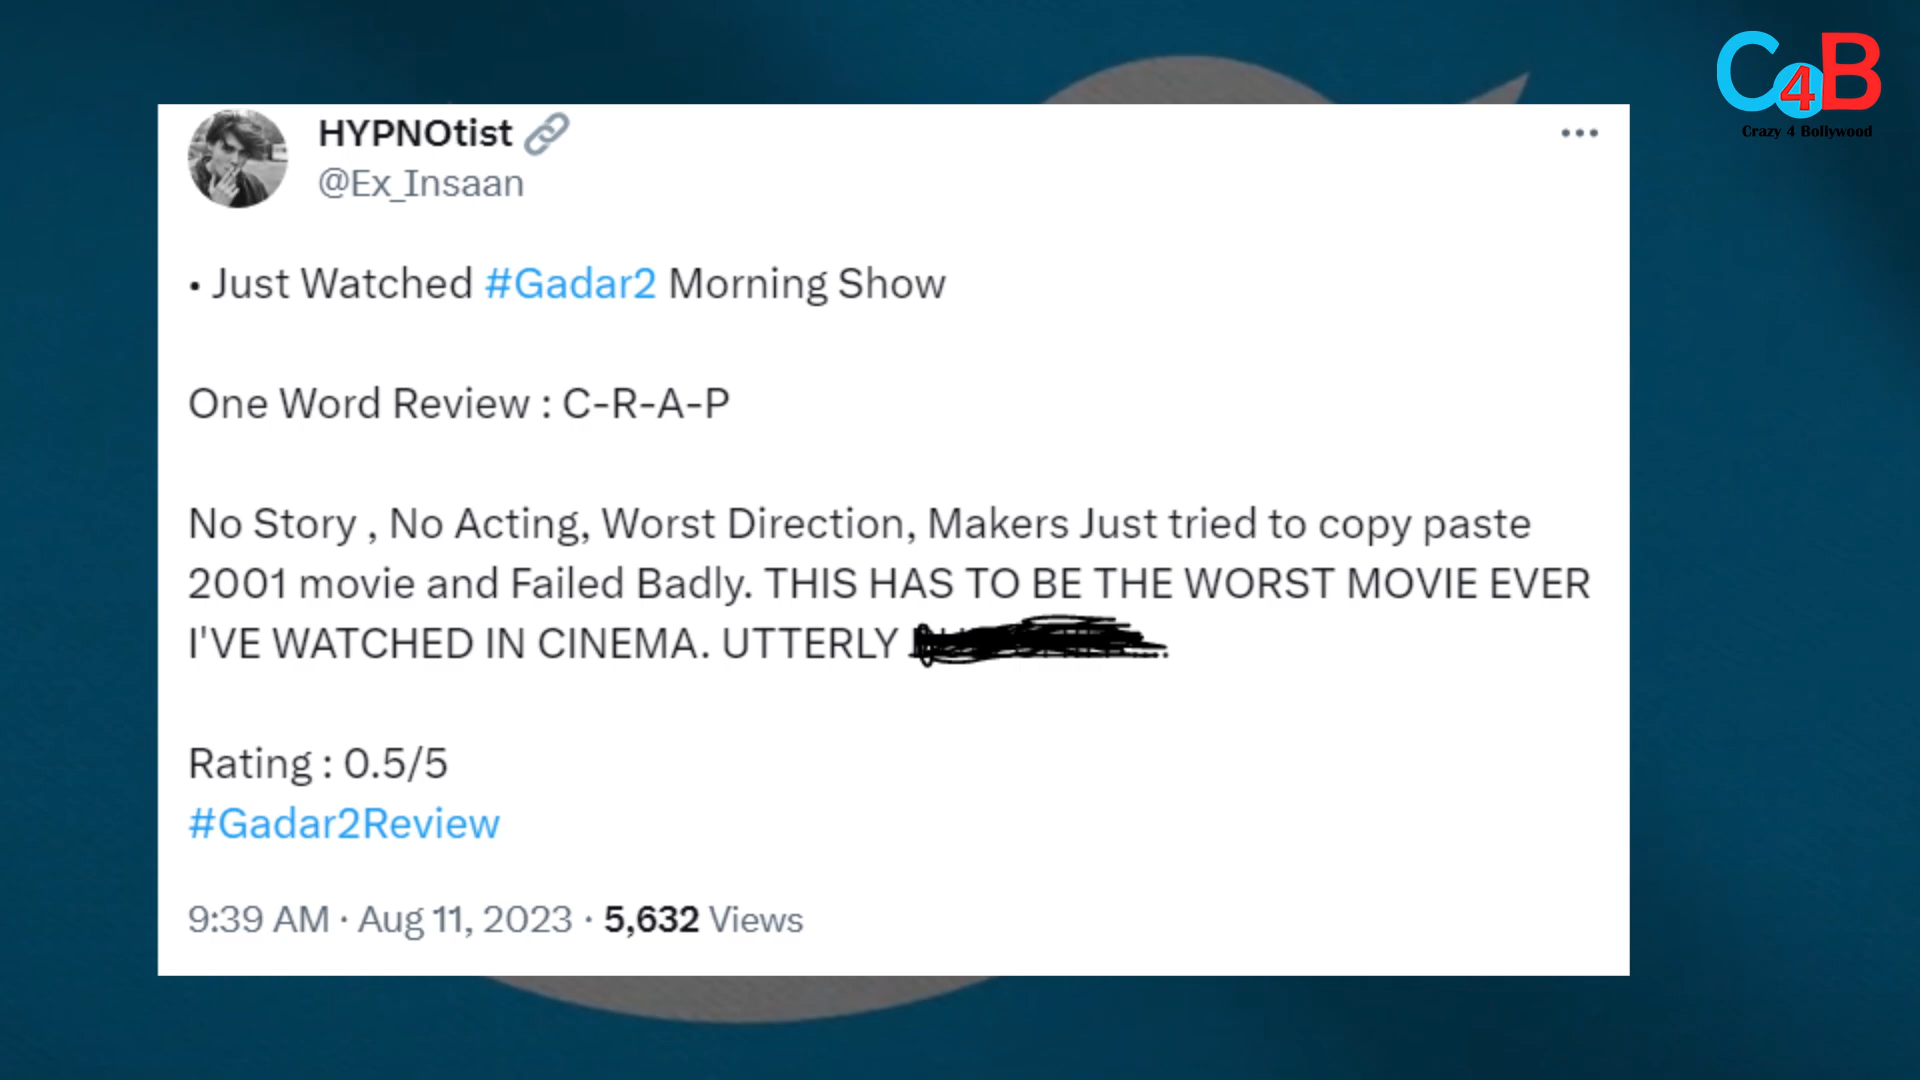 C4B
Crazy 4 Bollywood
HYPNOtist
@Ex_Insaan
• Just Watched #Gadar2 Morning Show
One Word Review : C-R-A-P
No Story , No Acting, Worst Direction, Makers Just tried to copy paste
2001 movie and Failed Badly. THIS HAS TO BE THE WORST MOVIE EVER
I'VE WATCHED IN CINEMA. UTTERLY
Rating : 0.5/5
#Gadar2Review
9:39 AM · Aug 11, 2023 · 5,632 Views